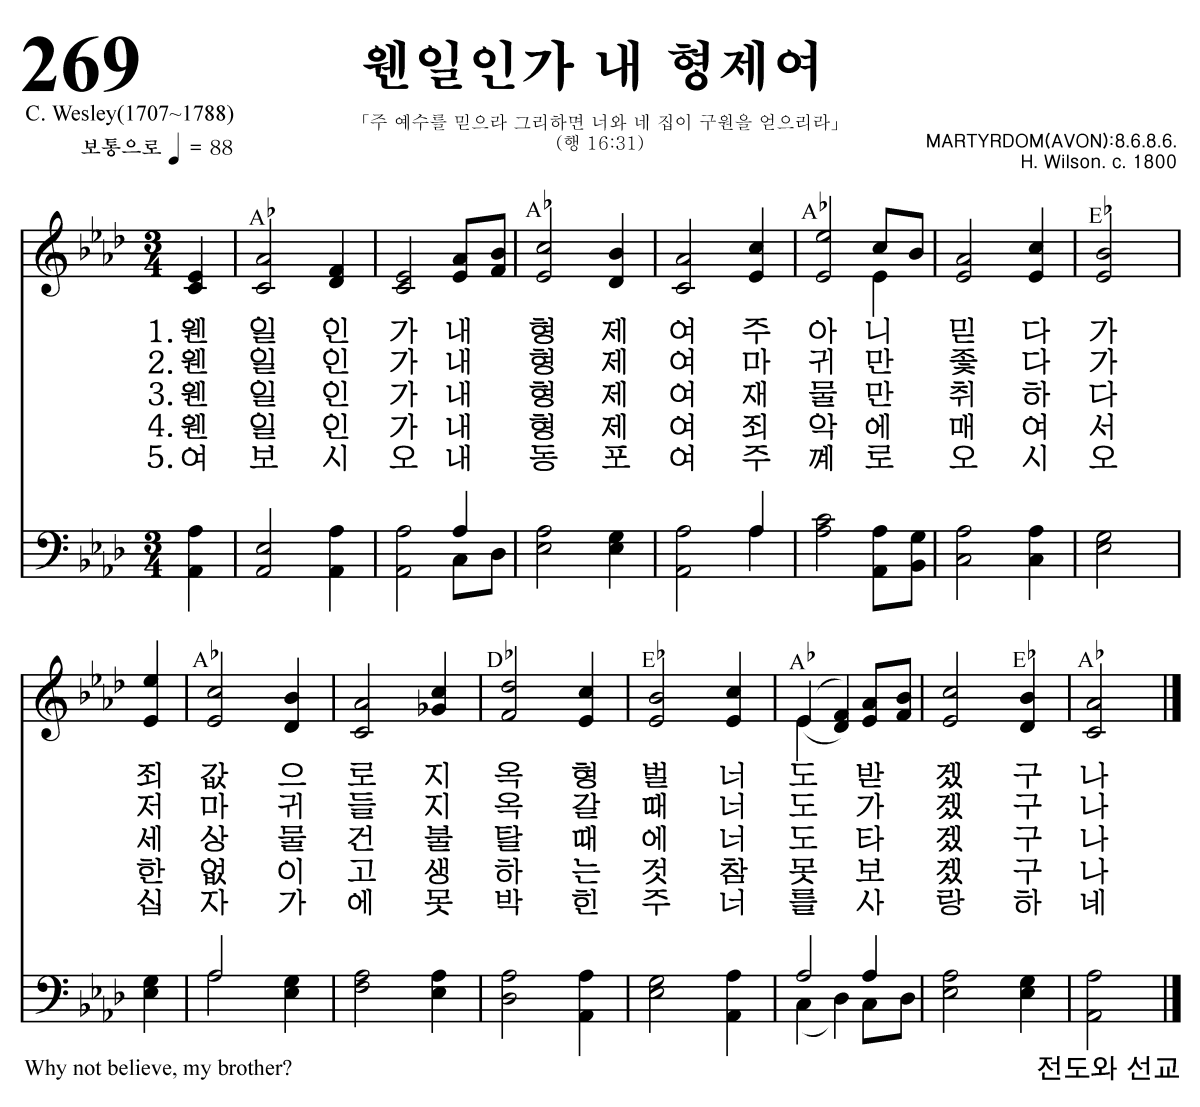 269
웬일인가 내 형제여
C. Wesley(1707~1788)
「주 예수를 믿으라 그리하면 너와 네 집이 구원을 얻으리라」
(행 16:31)
보통으로 ♩ = 88
MARTYRDOM(AVON):8.6.8.6.
H. Wilson. c. 1800
A♭ A♭ A♭ E♭
1. 웬 일 인 가 내 형 제 여 주 아 니 믿 다 가
2. 웬 일 인 가 내 형 제 여 마 귀 만 좇 다 가
3. 웬 일 인 가 내 형 제 여 재 물 만 취 하 다
4. 웬 일 인 가 내 형 제 여 죄 악 에 매 여 서
5. 여 보 시 오 내 동 포 여 주 꼐 로 오 시 오
A♭ D♭ E♭ A♭ E♭ A♭
죄 값 으 로 지 옥 형 벌 너 도 받 겠 구 나
저 마 귀 들 지 옥 갈 때 너 도 가 겠 구 나
세 상 물 건 불 탈 때 에 너 도 타 겠 구 나
한 없 이 고 생 하 는 것 참 못 보 겠 구 나
십 자 가 에 못 박 힌 주 너 를 사 랑 하 네
Why not believe, my brother?
전도와 선교